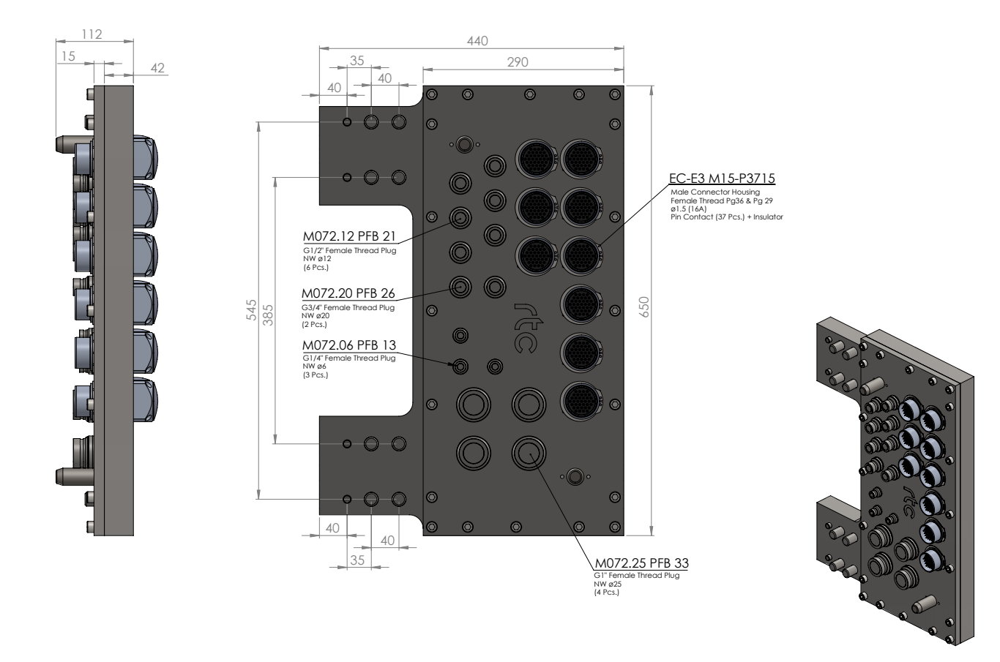 112
15
42
440
290
35
40
40
545
385
650
EC-E3 M15-P3715
Male Connector Housing
Female Thread Pg36 & Pg 29
ø1.5 (16A)
Pin Contact (37 Pcs.) + Insulator
M072.12 PFB 21
G1/2" Female Thread Plug
NW ø12
(6 Pcs.)
M072.20 PFB 26
G3/4" Female Thread Plug
NW ø20
(2 Pcs.)
M072.06 PFB 13
G1/4" Female Thread Plug
NW ø6
(3 Pcs.)
rtc
40
40
35
M072.25 PFB 33
G1" Female Thread Plug
NW ø25
(4 Pcs.)
rtc